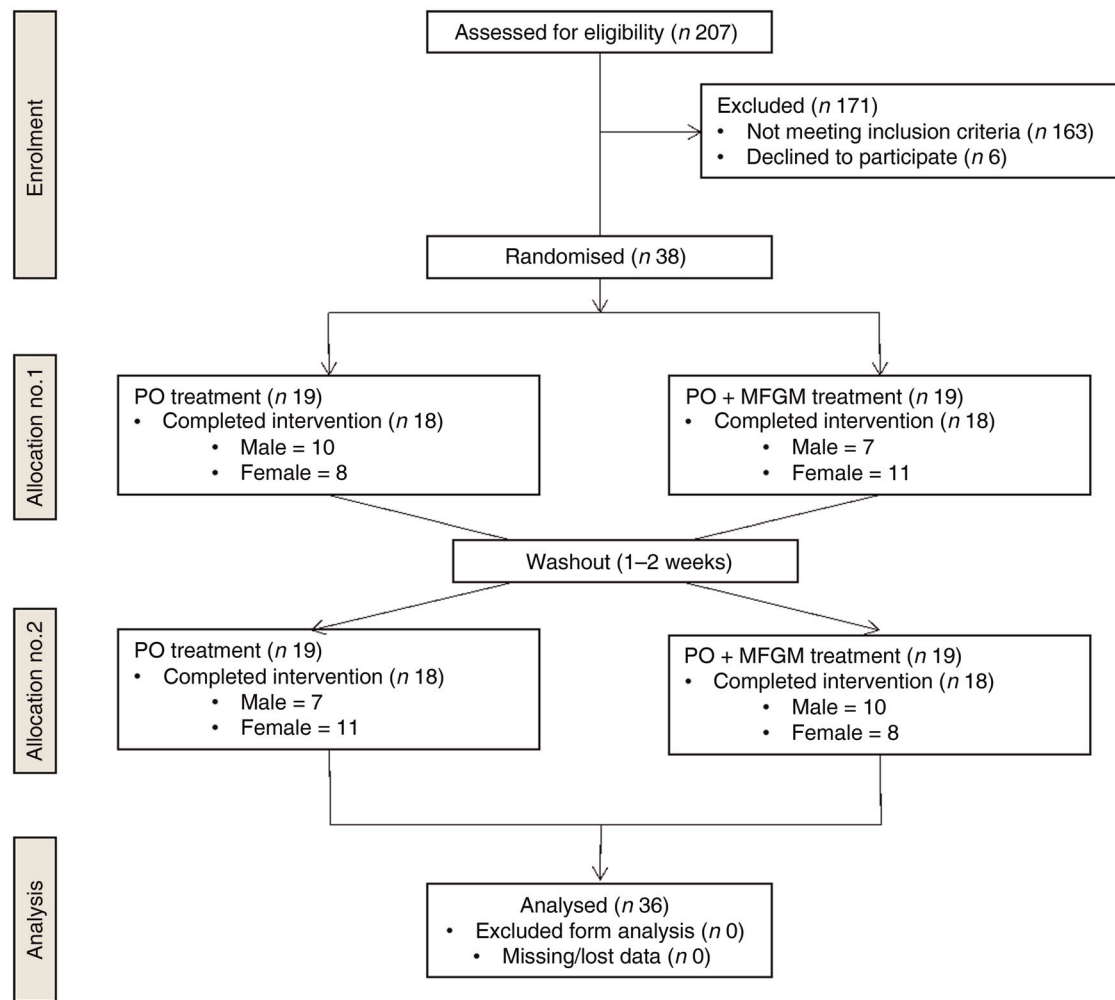 Enrolment
Assessed for eligibility (n 207)
Excluded (n 171)
• Not meeting inclusion criteria (n 163)
• Declined to participate (n 6)
Randomised (n 38)
Allocation no.1
PO treatment (n 19)
• Completed intervention (n 18)
• Male = 10
• Female = 8
PO + MFGM treatment (n 19)
• Completed intervention (n 18)
• Male = 7
• Female = 11
Washout (1–2 weeks)
Allocation no.2
PO treatment (n 19)
• Completed intervention (n 18)
• Male = 7
• Female = 11
PO + MFGM treatment (n 19)
• Completed intervention (n 18)
• Male = 10
• Female = 8
Analysis
Analysed (n 36)
• Excluded form analysis (n 0)
• Missing/lost data (n 0)